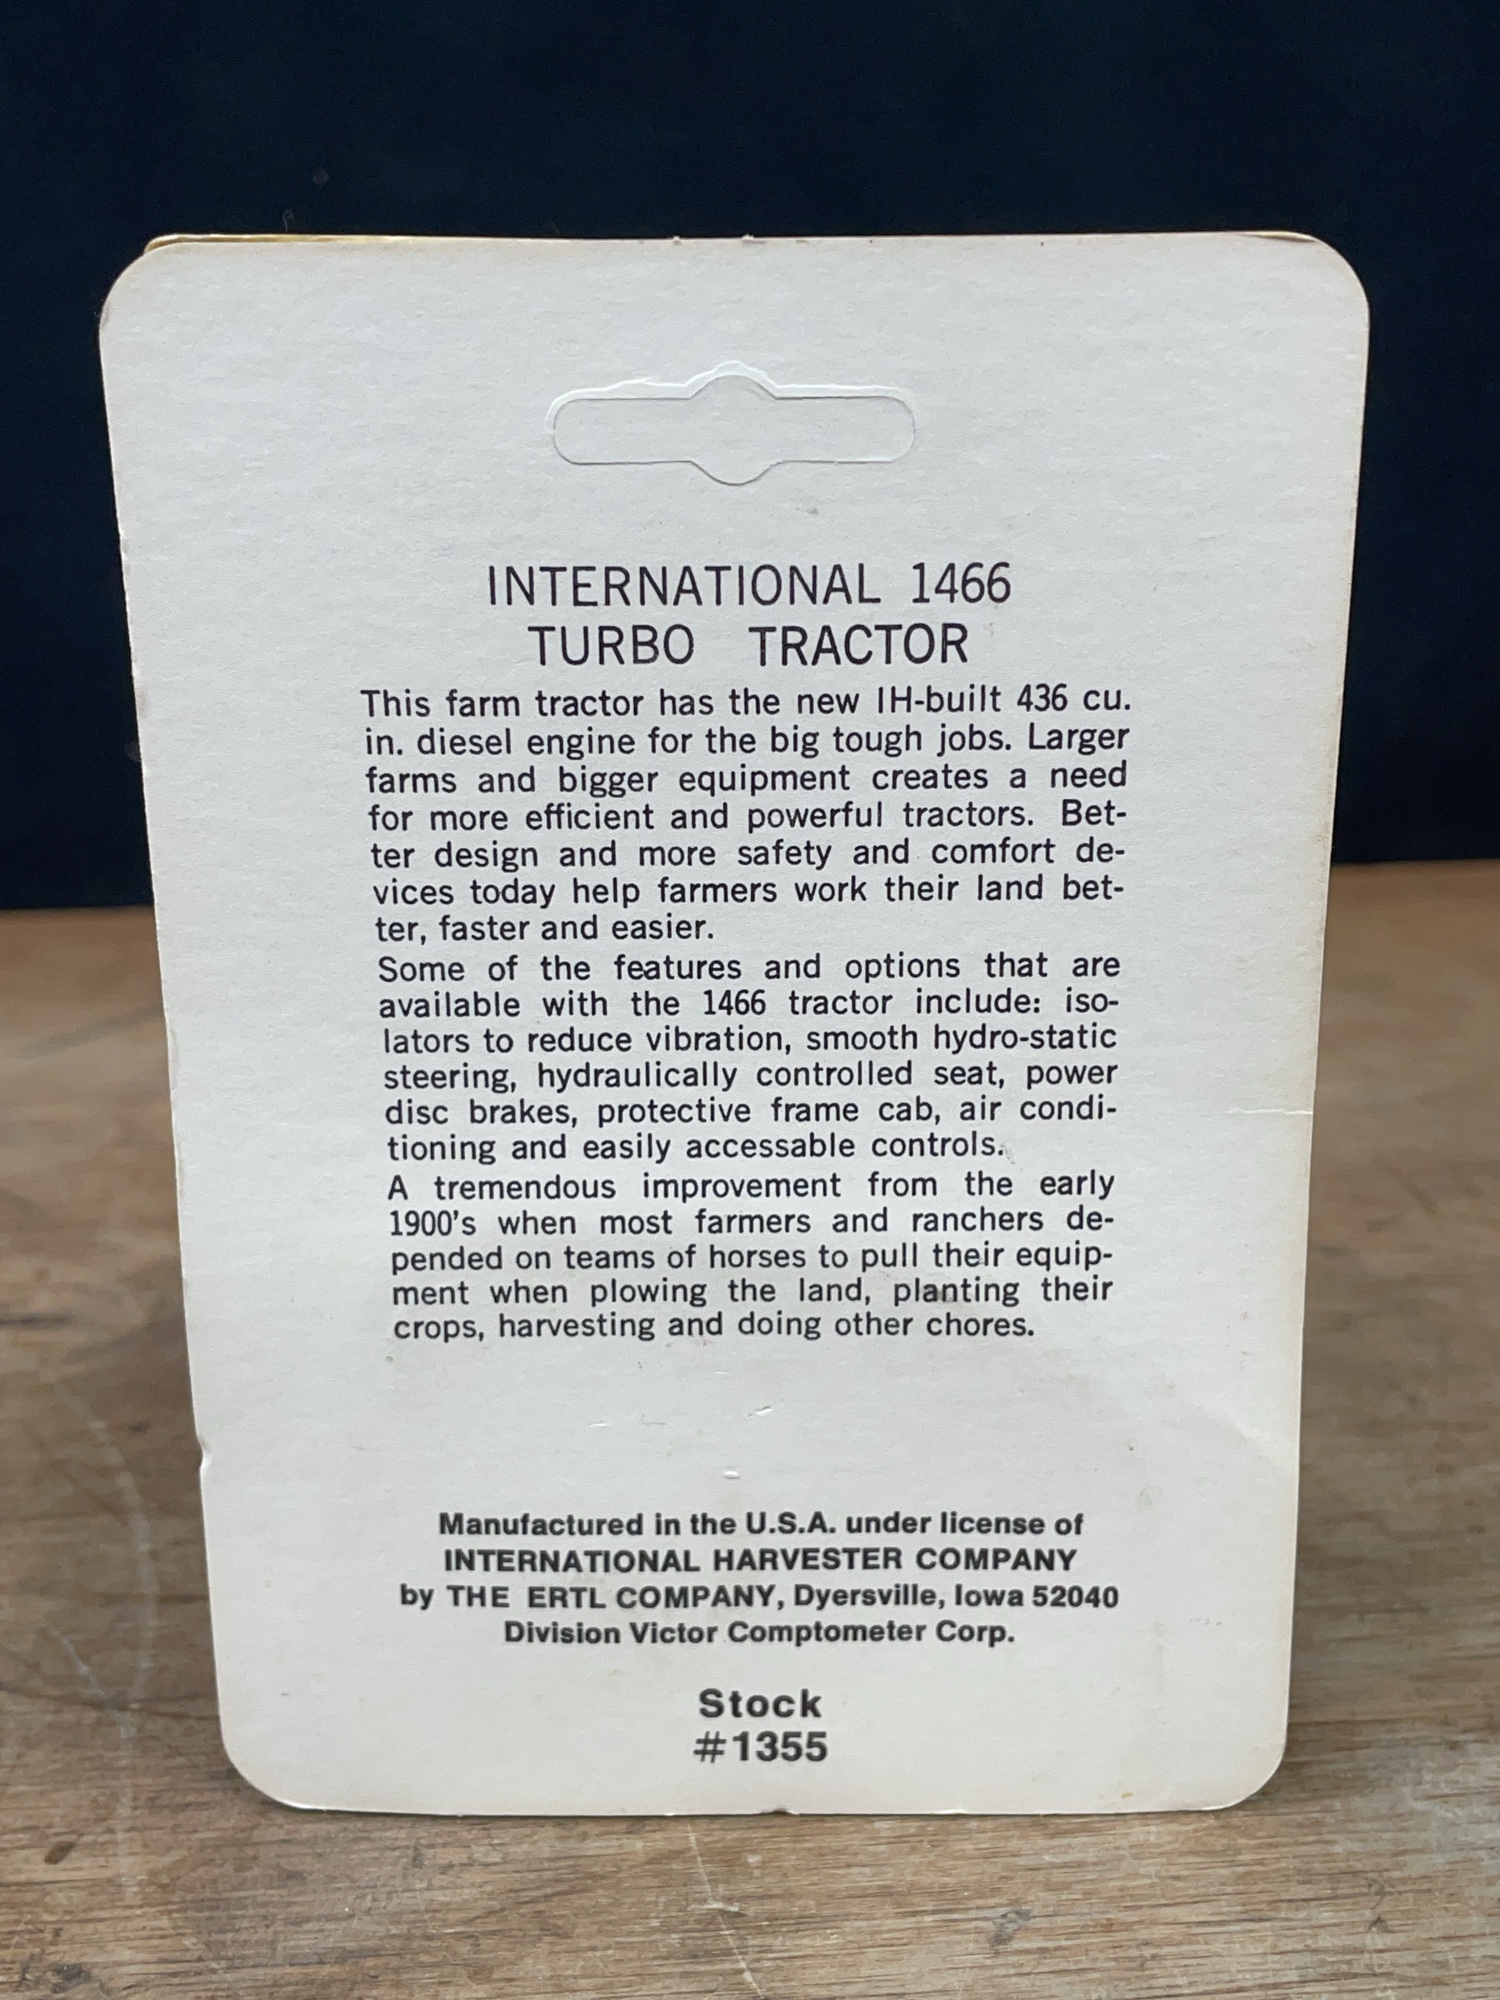 INTERNATIONAL 1466
TURBO TRACTOR
This farm tractor has the new IH-built 436 cu.
in. diesel engine for the big tough jobs. Larger
farms and bigger equipment creates a need
for more efficient and powerful tractors. Bet-
ter design and more safety and comfort de-
vices today help farmers work their land bet-
ter, faster and easier.
Some of the features and options that are
available with the 1466 tractor include: iso-
lators to reduce vibration, smooth hydro-static
steering, hydraulically controlled seat, power
disc brakes, protective frame cab, air condi-
tioning and easily accessable controls.
A tremendous improvement from the early
1900's when most farmers and ranchers de-
pended on teams of horses to pull their equip-
ment when plowing the land, planting their
crops, harvesting and doing other chores.
Manufactured in the U.S.A. under license of
INTERNATIONAL HARVESTER COMPANY
by THE ERTL COMPANY, Dyersville, Iowa 52040
Division Victor Comptometer Corp.
Stock
#1355